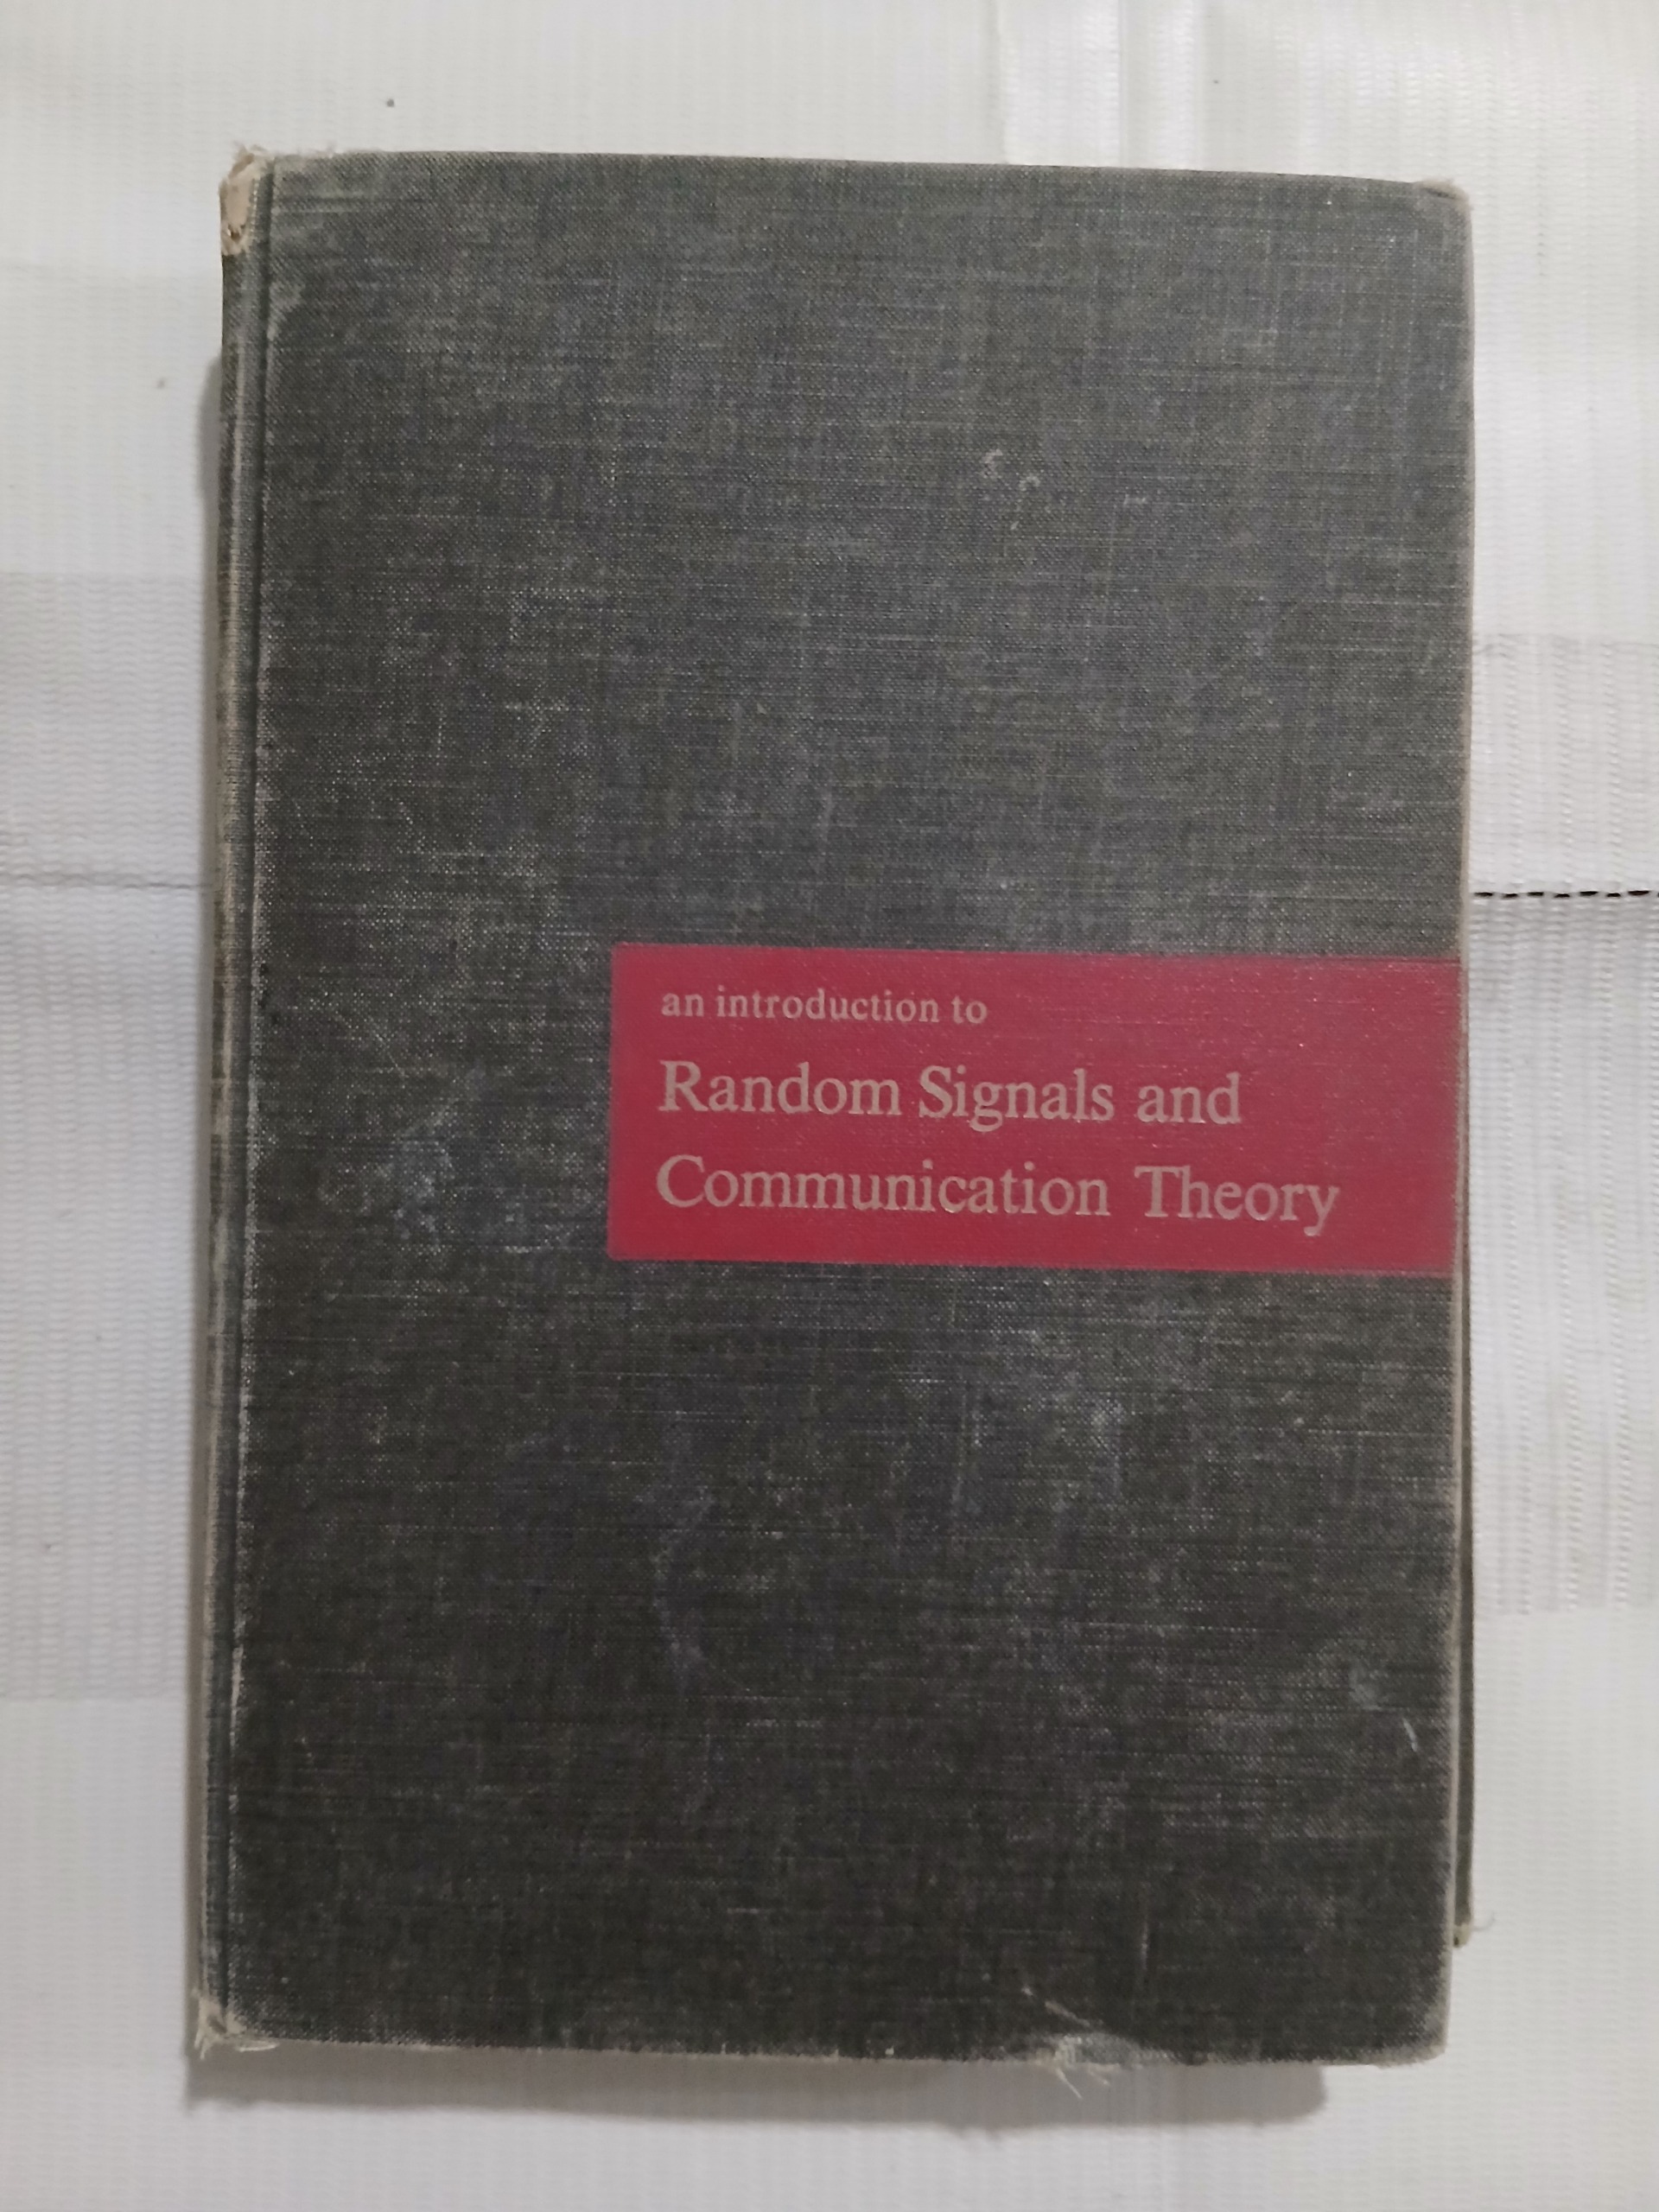 an introduction to
Random Signals and
Communication Theory